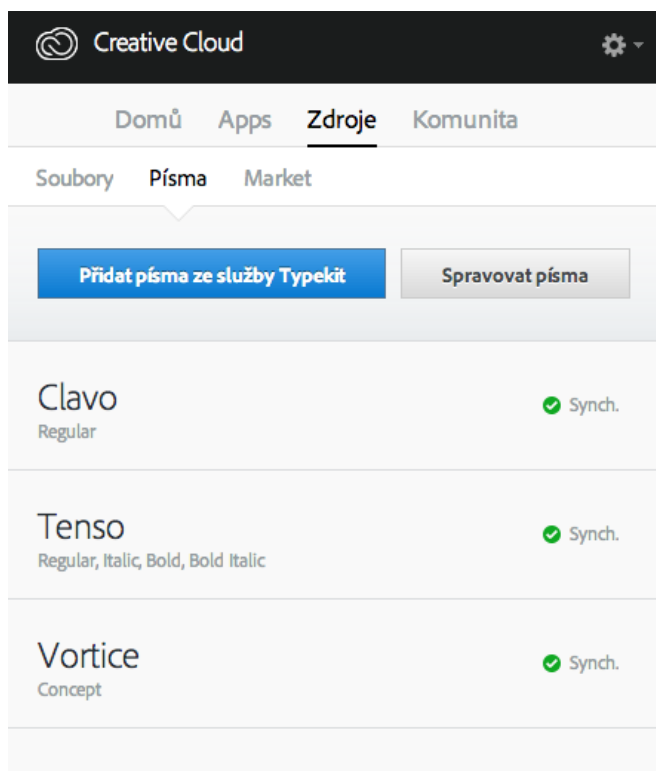 Creative Cloud
Domů Apps Zdroje Komunita
Soubory Písma Market
Přidat písma ze služby Typekit Spravovat písma
Clavo
Regular
Synch.
Tenso
Regular, Italic, Bold, Bold Italic
Synch.
Vortice
Concept
Synch.